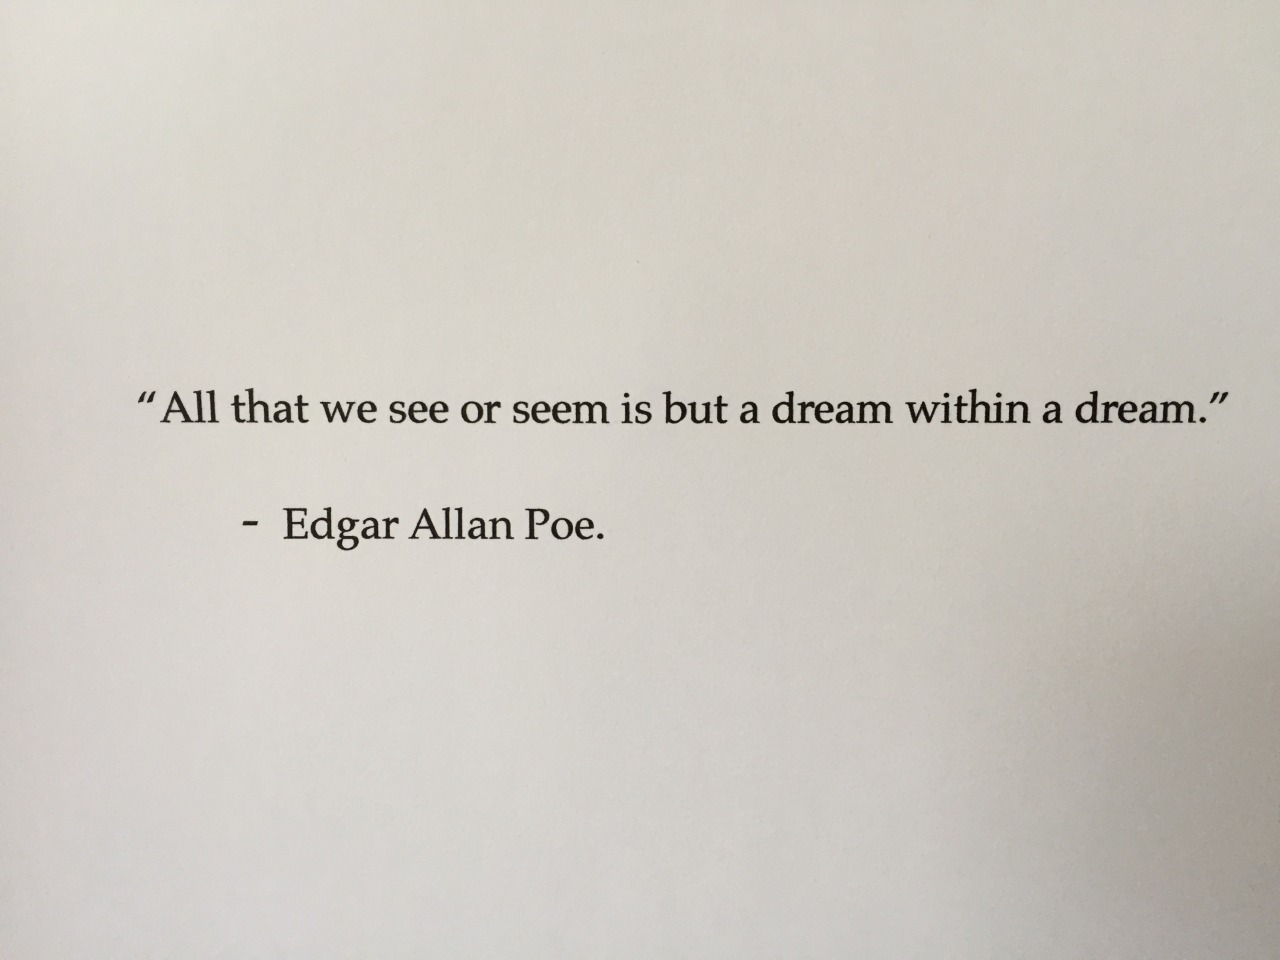 “All that we see or seem is but a dream within a dream.”
- Edgar Allan Poe.